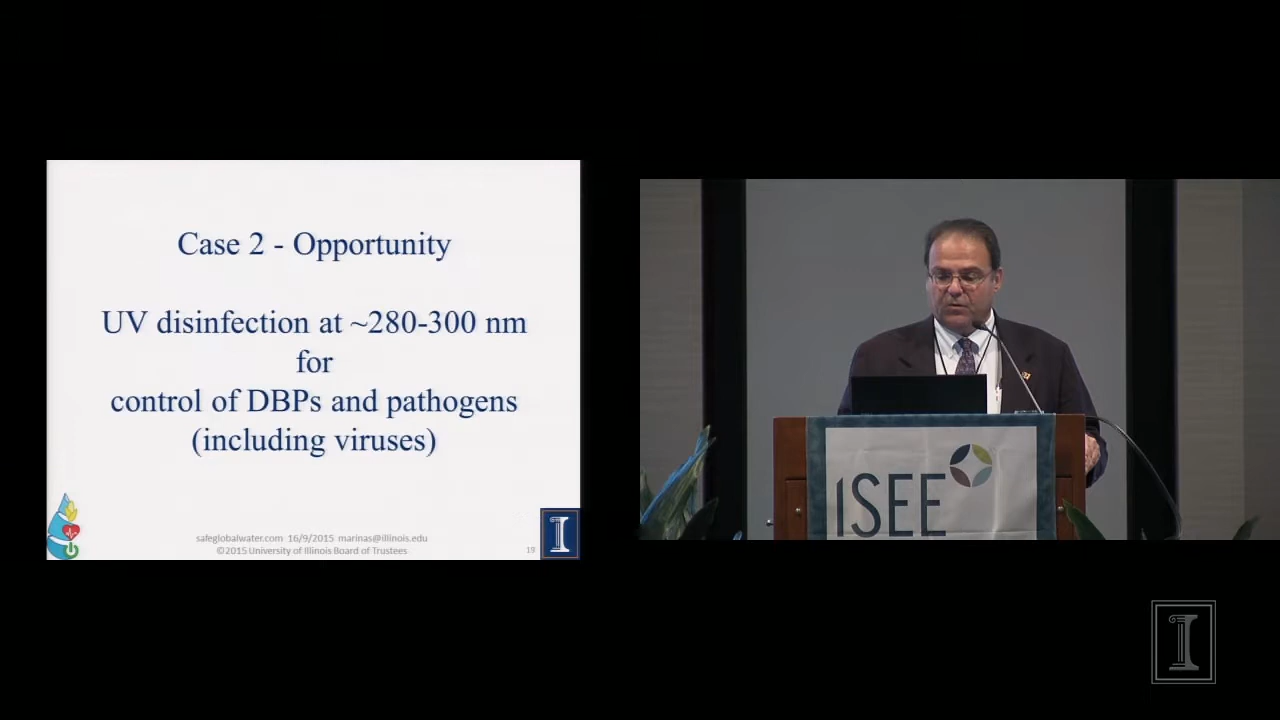 Case 2 - Opportunity
UV disinfection at ~280-300 nm
for
control of DBPs and pathogens
(including viruses)
safeglobalwater.com 16/9/2015 marinas@illinois.edu
©2015 University of Illinois Board of Trustees
19
I
ISEE
I